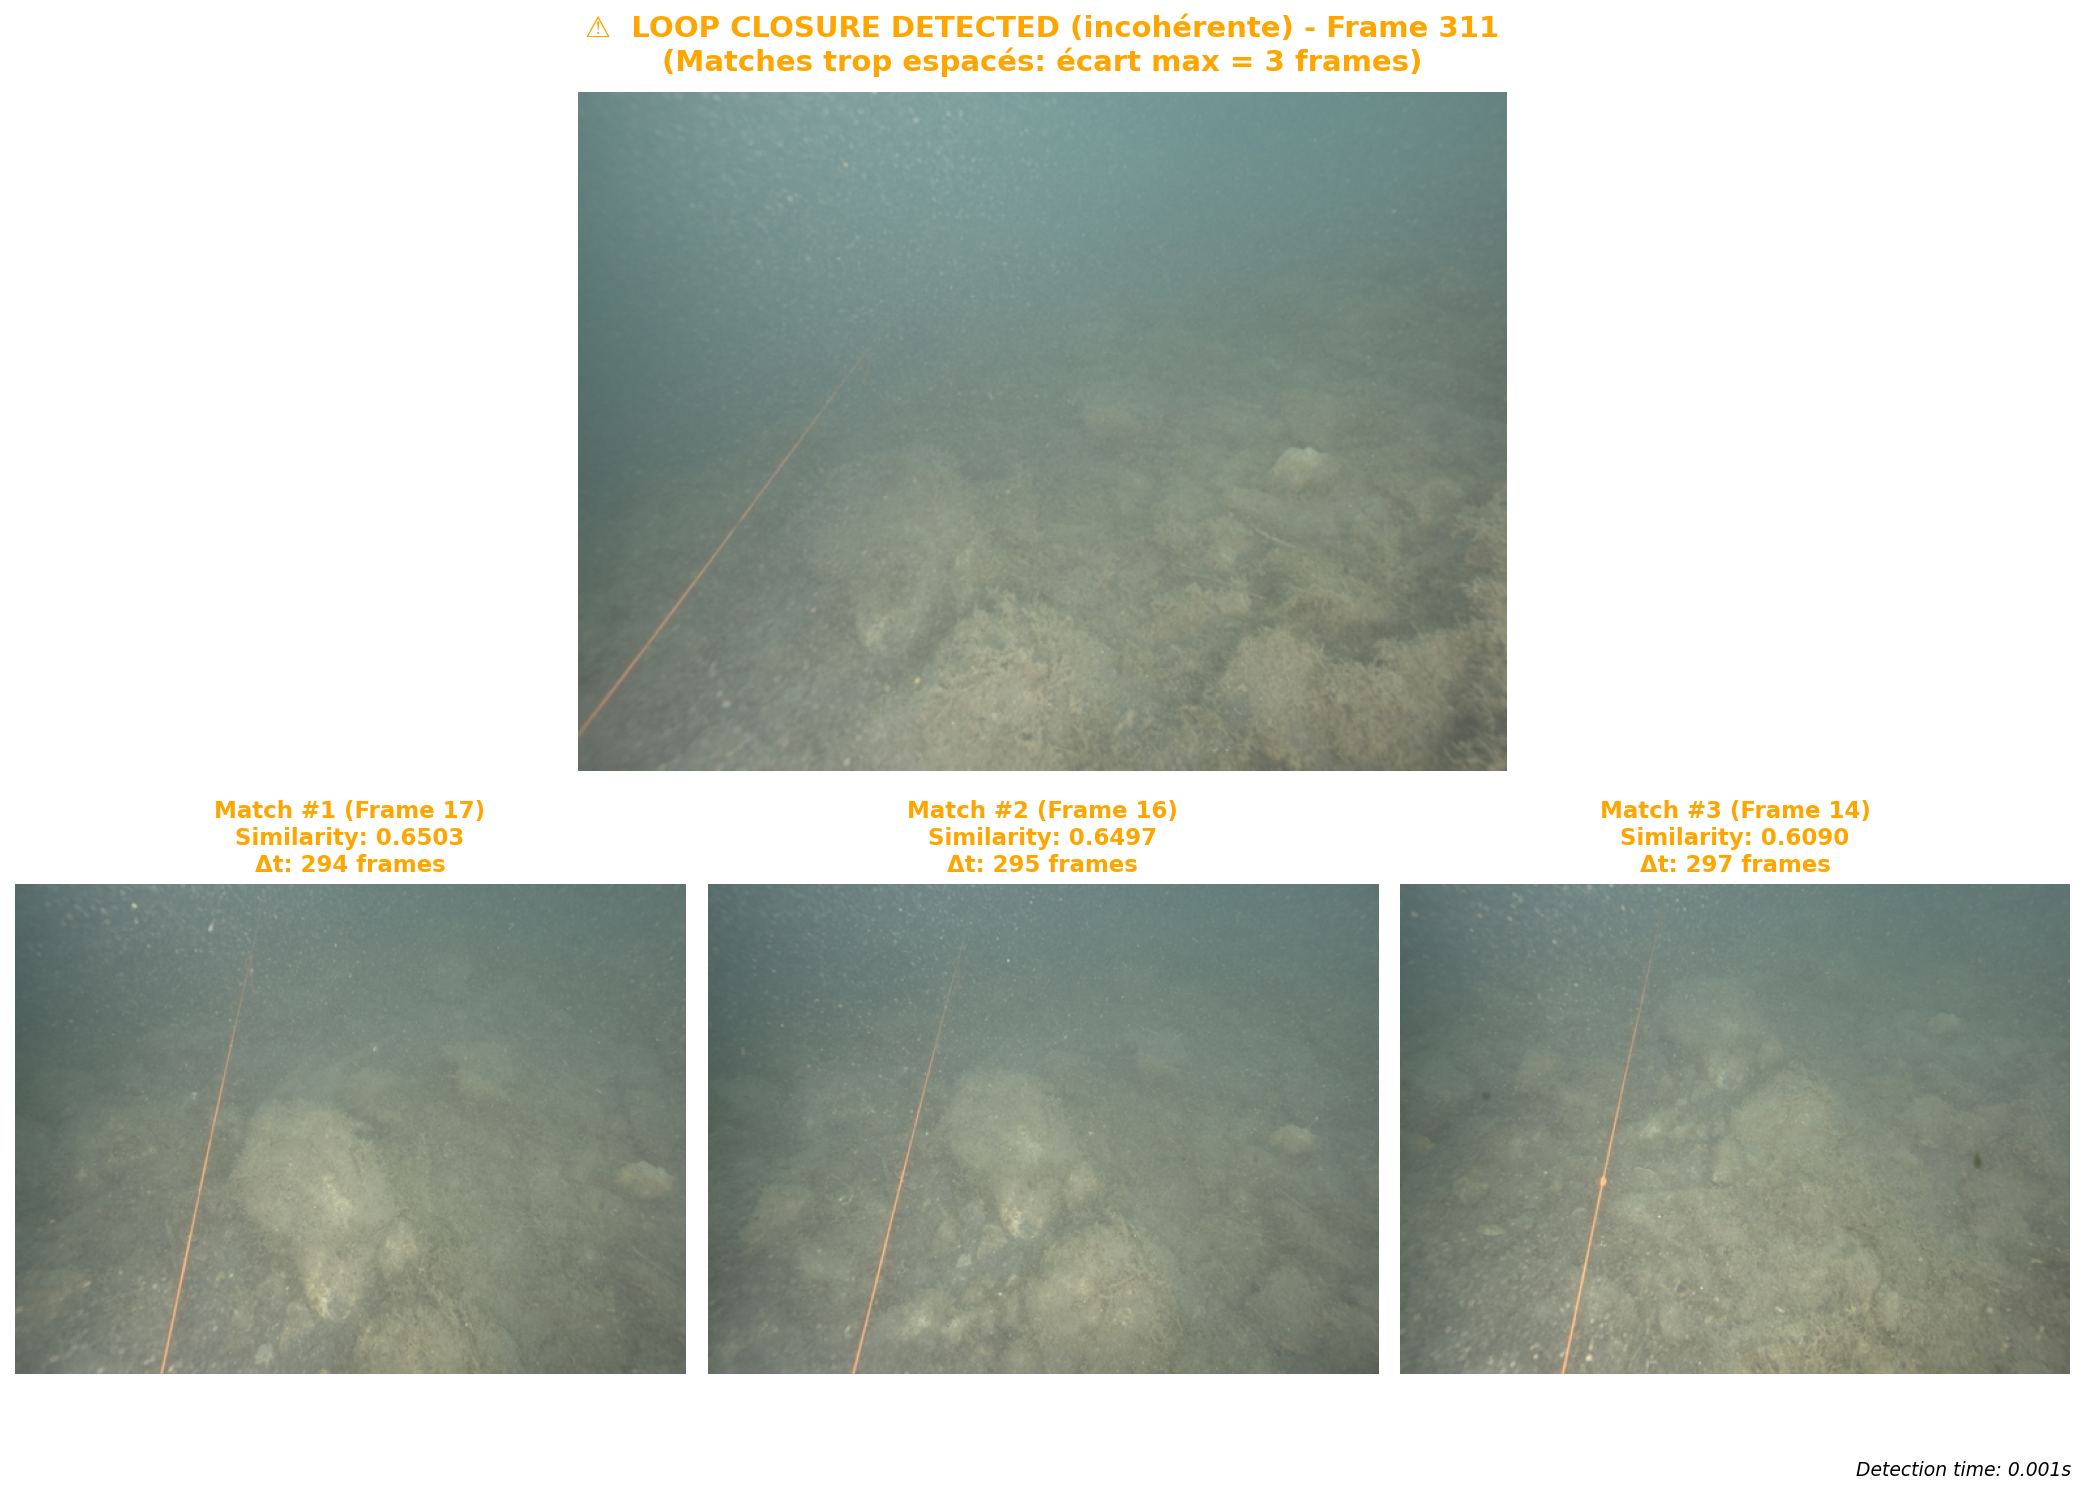 ⚠ LOOP CLOSURE DETECTED (incohérente) - Frame 311
(Matches trop espacés: écart max = 3 frames)
Match #1 (Frame 17)
Similarity: 0.6503
Δt: 294 frames
Match #2 (Frame 16)
Similarity: 0.6497
Δt: 295 frames
Match #3 (Frame 14)
Similarity: 0.6090
Δt: 297 frames
Detection time: 0.001s